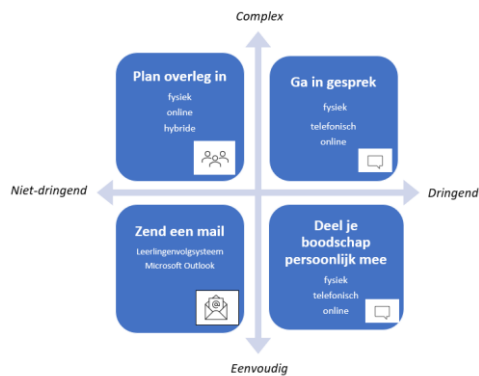 Complex
Plan overleg in
fysiek
online
hybride
Ga in gesprek
fysiek
telefonisch
online
Niet-dringend
Dringend
Zend een mail
Leerlingenvolgsysteem
Microsoft Outlook
@
Deel je
boodschap
persoonlijk mee
fysiek
telefonisch
online
Eenvoudig